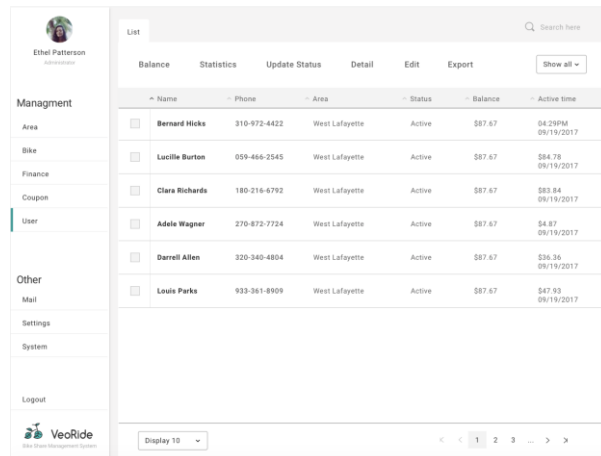 Ethel Patterson
Administrator
Managment
Area
Bike
Finance
Coupon
User
Other
Mail
Settings
System
Logout
VeoRide
Bike Share Management System
List
Search here
Balance Statistics Update Status Detail Edit Export Show all
Name Phone Area Status Balance Active time
Bernard Hicks 310-972-4422 West Lafayette Active $87.67 04:29PM
09/19/2017
Lucille Burton 059-466-2545 West Lafayette Active $87.67 $84.78
09/19/2017
Clara Richards 180-216-6792 West Lafayette Active $87.67 $83.84
09/19/2017
Adele Wagner 270-872-7724 West Lafayette Active $87.67 $4.87
09/19/2017
Darrell Allen 320-340-4804 West Lafayette Active $87.67 $36.36
09/19/2017
Louis Parks 933-361-8909 West Lafayette Active $87.67 $47.93
09/19/2017
Display 10
< < 1 2 3 ... > >